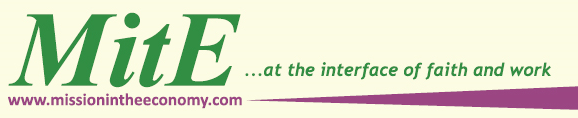 MitE ...at the interface of faith and work
www.missionintheeconomy.com